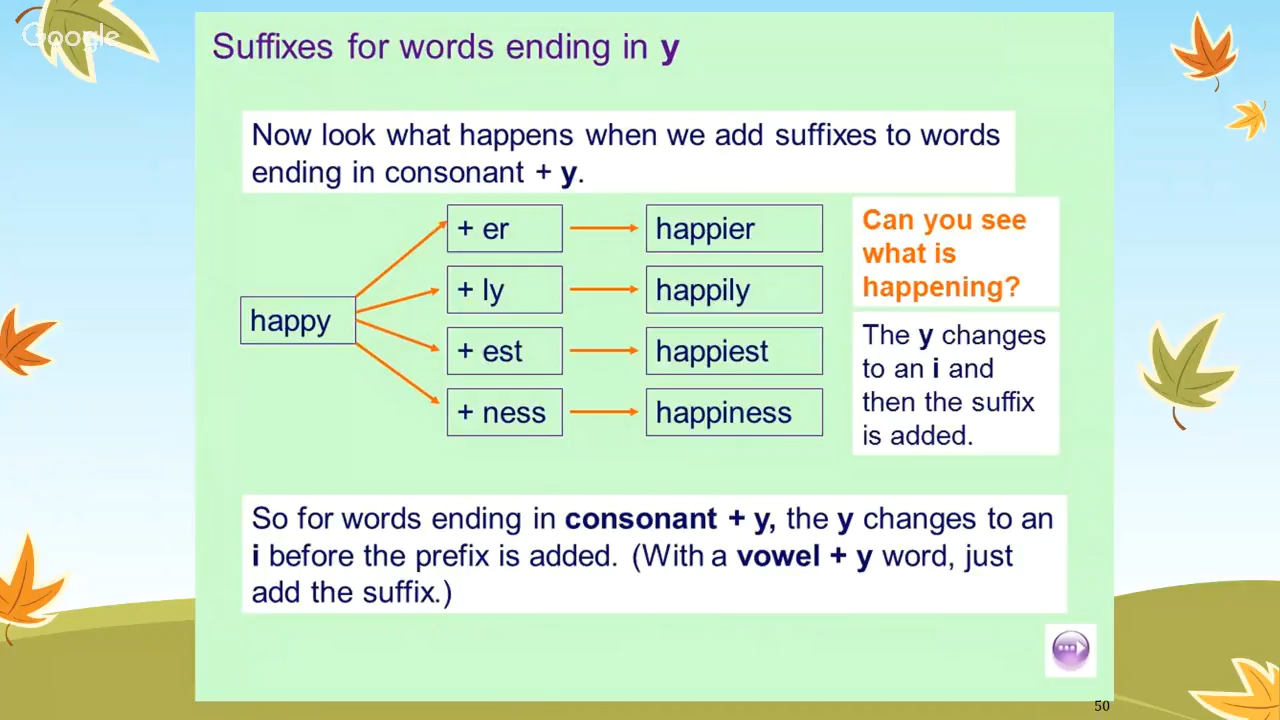 Google
Suffixes for words ending in y
Now look what happens when we add suffixes to words
ending in consonant + y.
happy
+ er
happier
+ ly
happily
+ est
happiest
+ ness
happiness
Can you see
what is
happening?
The y changes
to an i and
then the suffix
is added.
So for words ending in consonant + y, the y changes to an
i before the prefix is added. (With a vowel + y word, just
add the suffix.)
50